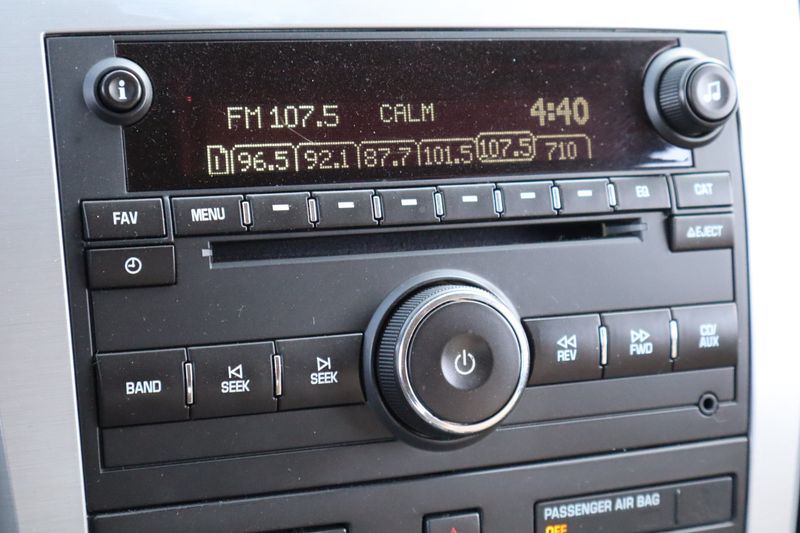 i
FM 107.5 CALM 4:40
1 96.5 92.1 87.7 101.5 107.5 710
FAV MENU EQ CAT
EJECT
BAND SEEK SEEK REV FWD CD/
AUX
PASSENGER AIR BAG
OFF